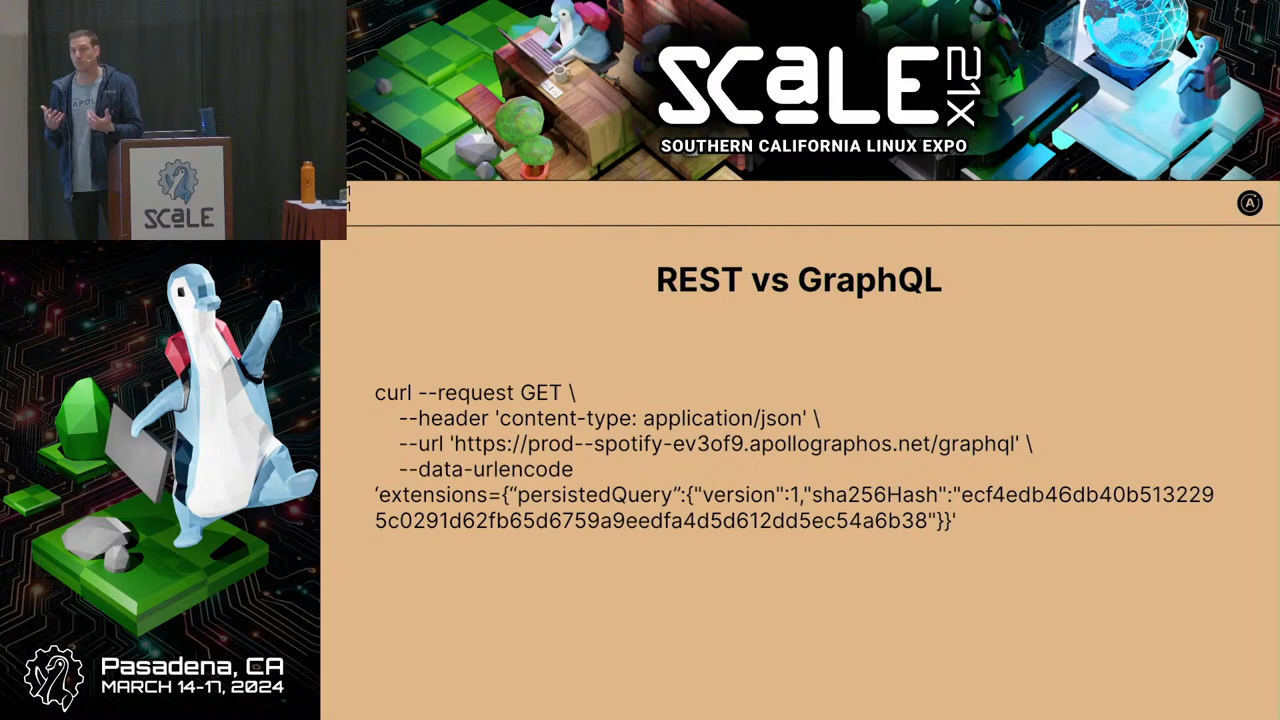 APOL
SCaLE
SCaLE 21x
SOUTHERN CALIFORNIA LINUX EXPO
A
REST vs GraphQL
curl --request GET \
--header 'content-type: application/json' \
--url 'https://prod--spotify-ev3of9.apollographos.net/graphql' \
--data-urlencode
‘extensions={“persistedQuery”:{"version":1,"sha256Hash":"ecf4edb46db40b513229
5c0291d62fb65d6759a9eedfa4d5d612dd5ec54a6b38"}}'
Pasadena, CA
MARCH 14-17, 2024